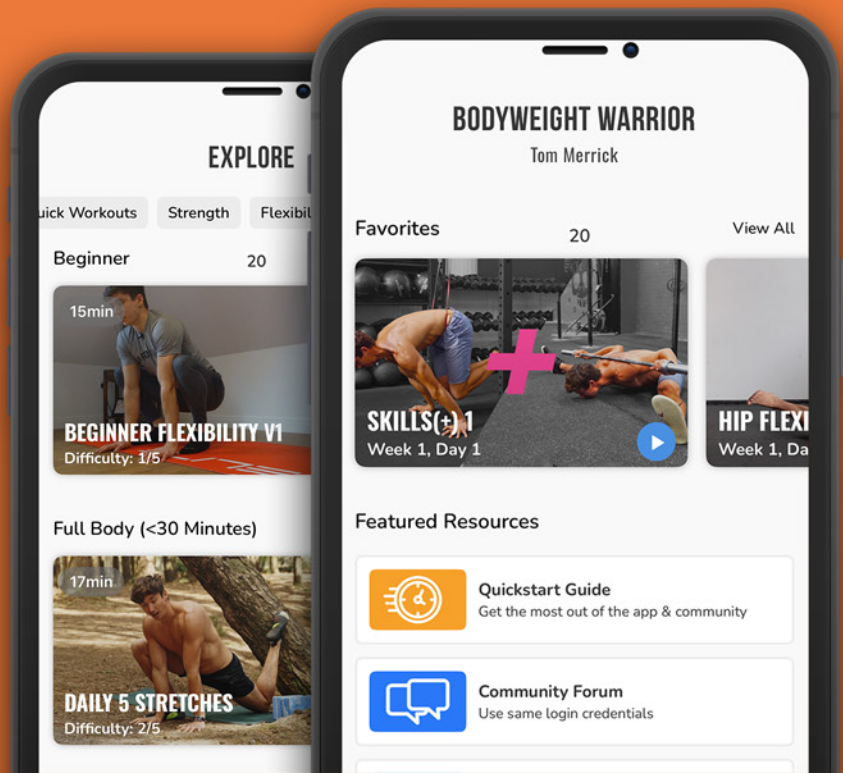 EXPLORE
uick Workouts
Strength
Flexibil
Beginner
20
15min
BEGINNER FLEXIBILITY V1
Difficulty: 1/5
Full Body (<30 Minutes)
17min
DAILY 5 STRETCHES
Difficulty: 2/5
BODYWEIGHT WARRIOR
Tom Merrick
Favorites
20
View All
SKILLS(+) 1
Week 1, Day 1
HIP FLEXI
Week 1, Da
Featured Resources
Quickstart Guide
Get the most out of the app & community
Community Forum
Use same login credentials